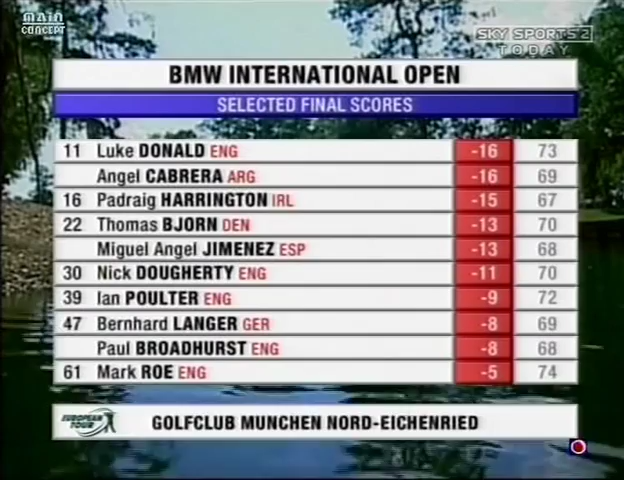 MAIN
CONCEPT
SKY SPORTS 2
TODAY
BMW INTERNATIONAL OPEN
SELECTED FINAL SCORES
11 Luke DONALD ENG -16 73
Angel CABRERA ARG -16 69
16 Padraig HARRINGTON IRL -15 67
22 Thomas BJORN DEN -13 70
Miguel Angel JIMENEZ ESP -13 68
30 Nick DOUGHERTY ENG -11 70
39 Ian POULTER ENG -9 72
47 Bernhard LANGER GER -8 69
Paul BROADHURST ENG -8 68
61 Mark ROE ENG -5 74
EUROPEAN
TOUR
GOLFCLUB MUNCHEN NORD-EICHENRIED